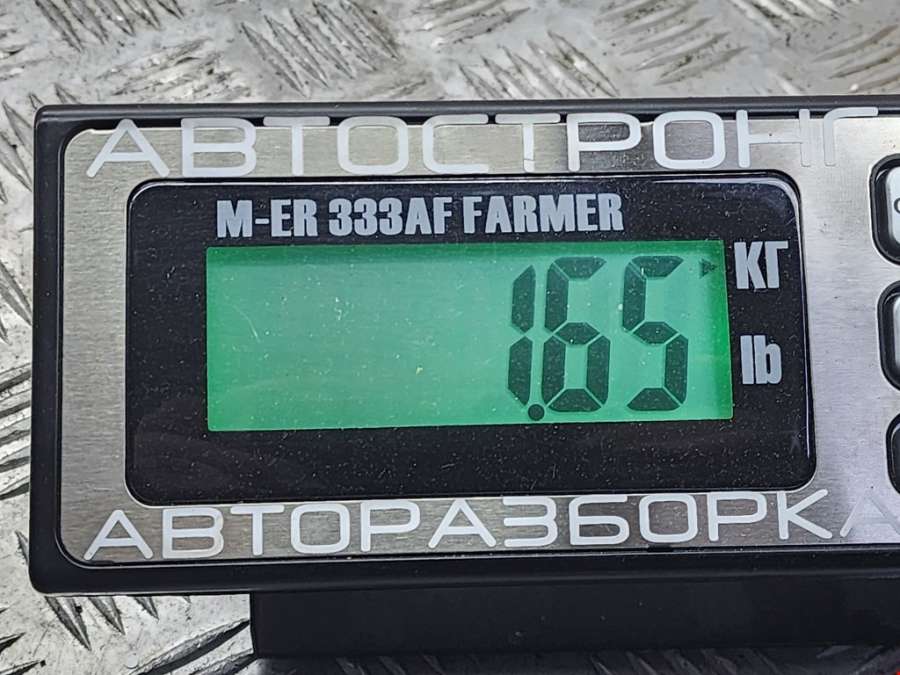 АВТОСТРОНГ
M-ER 333AF FARMER
1.65
КГ
lb
АВТОРАЗБОРКА